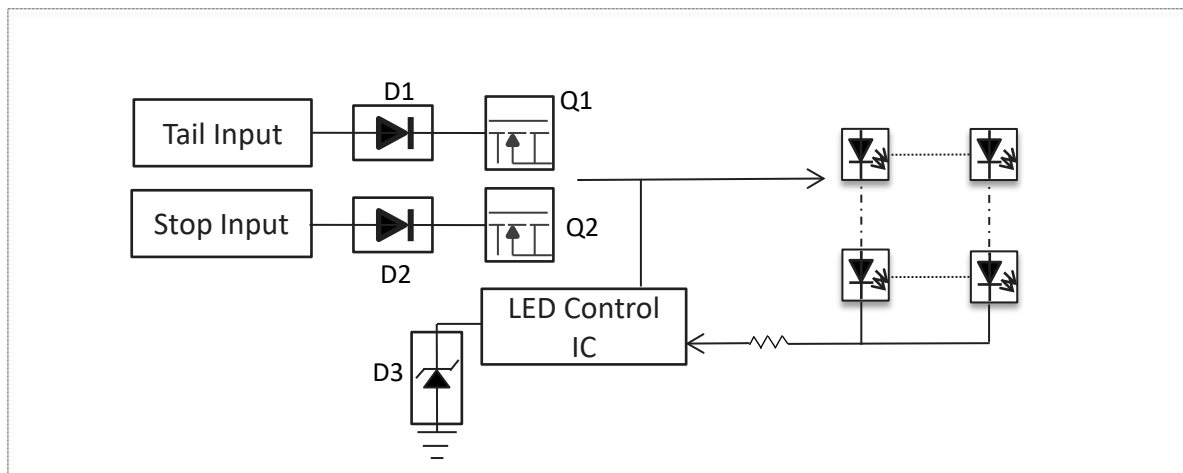 D1
Q1
Tail Input
Stop Input
Q2
D2
LED Control
IC
D3